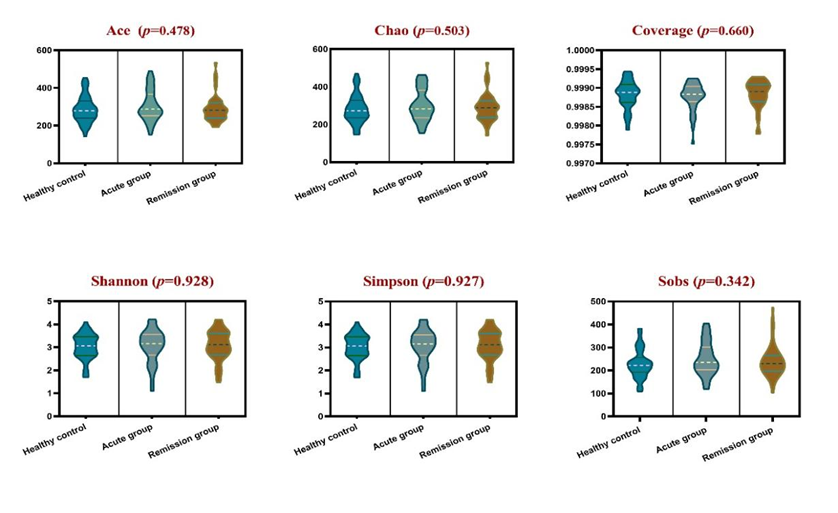 Ace (p=0.478)
600
400
200
0
Healthy control
Acute group
Remission group
Chao (p=0.503)
600
400
200
0
Healthy control
Acute group
Remission group
Coverage (p=0.660)
1.0000
0.9995
0.9990
0.9985
0.9980
0.9975
0.9970
Healthy control
Acute group
Remission group
Shannon (p=0.928)
5
4
3
2
1
0
Healthy control
Acute group
Remission group
Simpson (p=0.927)
5
4
3
2
1
0
Healthy control
Acute group
Remission group
Sobs (p=0.342)
500
400
300
200
100
0
Healthy control
Acute group
Remission group